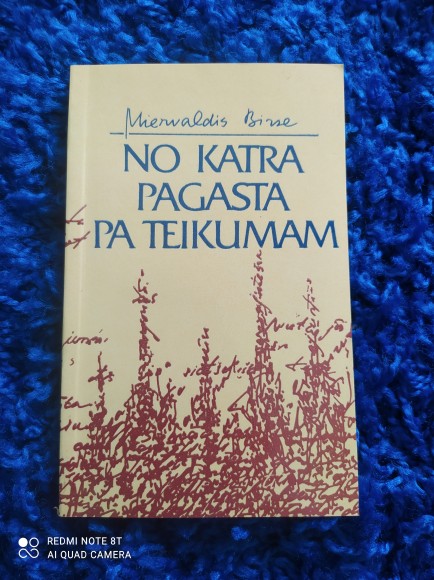 Miervaldis Birze
NO KATRA
PAGASTA
PA TEIKUMAM
REDMI NOTE 8T
AI QUAD CAMERA